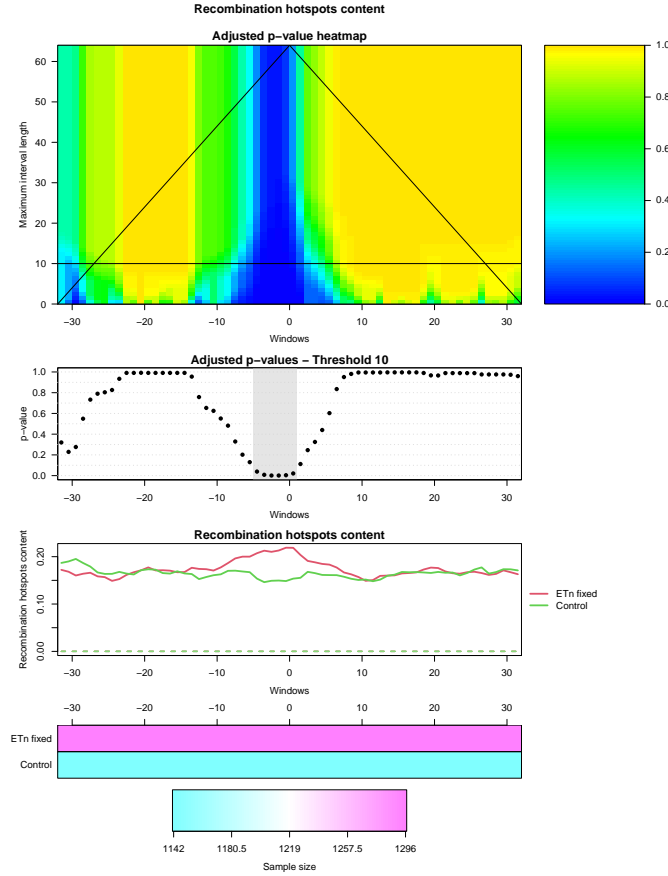 Recombination hotspots content
Adjusted p−value heatmap
Maximum interval length
0 10 20 30 40 50 60
−30 −20 −10 0 10 20 30
Windows
0.0 0.2 0.4 0.6 0.8 1.0
Adjusted p−values − Threshold 10
p−value
0.0 0.2 0.4 0.6 0.8 1.0
−30 −20 −10 0 10 20 30
Windows
Recombination hotspots content
Recombination hotspots content
0.00 0.10 0.20
−30 −20 −10 0 10 20 30
Windows
ETn fixed
Control
−30 −20 −10 0 10 20 30
ETn fixed
Control
1142 1180.5 1219 1257.5 1296
Sample size